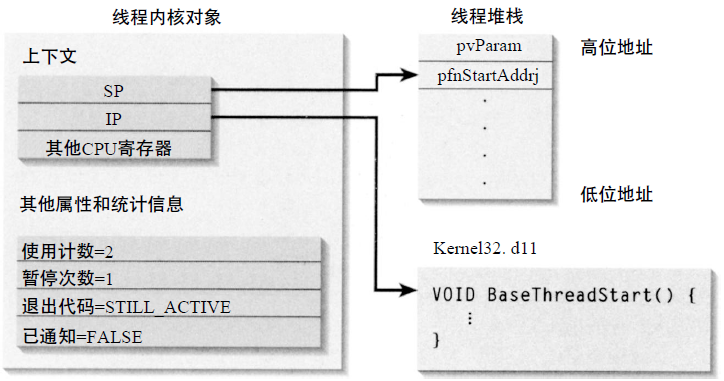 线程内核对象
上下文
SP
IP
其他CPU寄存器
其他属性和统计信息
使用计数=2
暂停次数=1
退出代码=STILL_ACTIVE
已通知=FALSE
线程堆栈
pvParam
高位地址
pfnStartAddrj
.
.
.
.
低位地址
Kernel32. d11
VOID BaseThreadStart() {
⋮
}